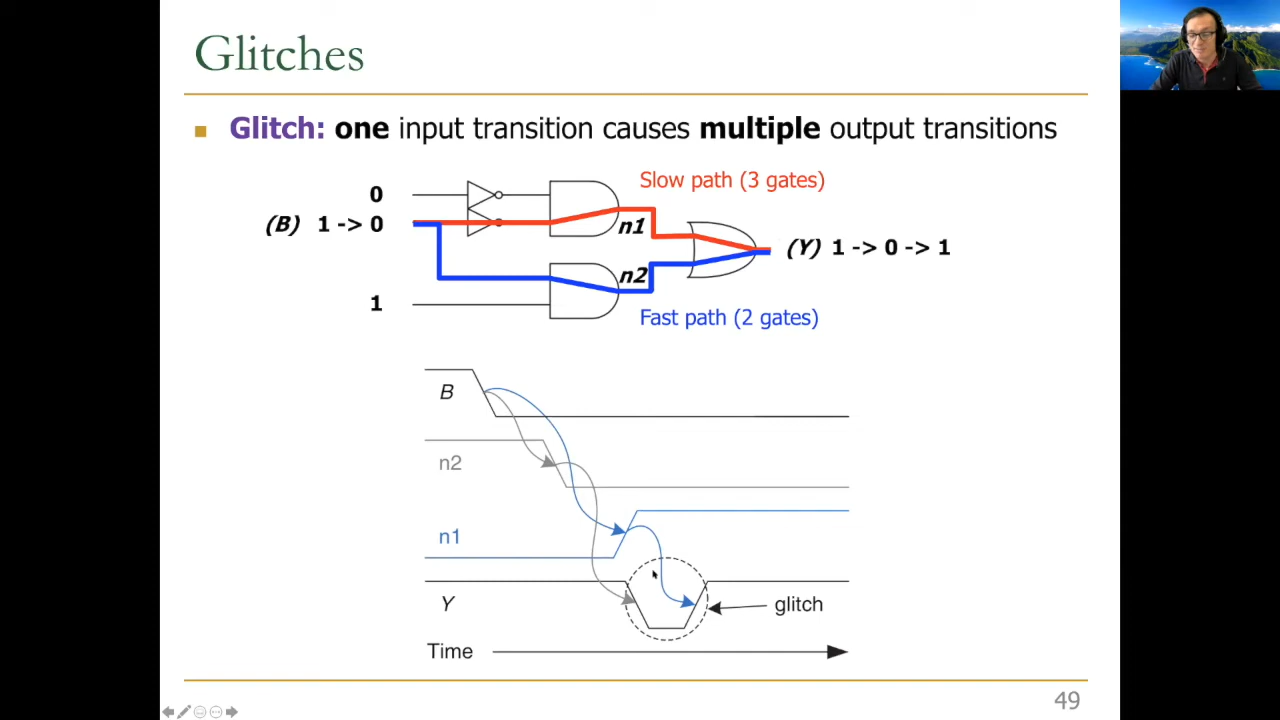 Glitches
Glitch: one input transition causes multiple output transitions
Slow path (3 gates)
0
(B) 1 -> 0
n1
(Y) 1 -> 0 -> 1
n2
1
Fast path (2 gates)
B
n2
n1
Y
glitch
Time
49